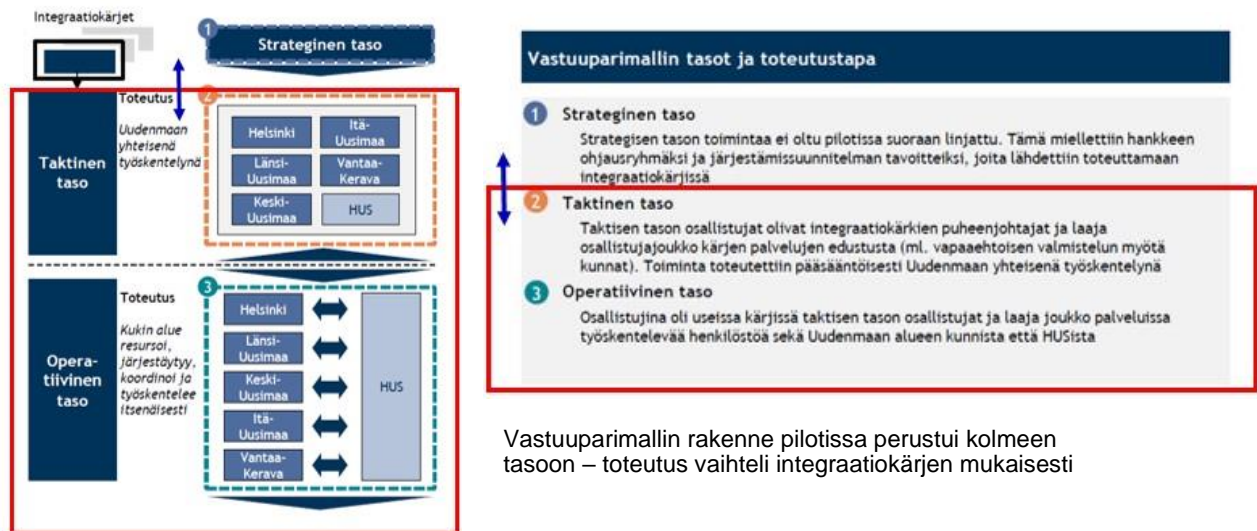 Integraatiokärjet
1
Strateginen taso
Taktinen
taso
Toteutus
Uudenmaan
yhteisenä
työskentelynä
2
Helsinki
Itä-
Uusimaa
Länsi-
Uusimaa
Vantaa-
Kerava
Keski-
Uusimaa
HUS
Opera-
tiivinen
taso
Toteutus
Kukin alue
resursoi,
järjestäytyy,
koordinoi ja
työskentelee
itsenäisesti
3
Helsinki
Länsi-
Uusimaa
Keski-
Uusimaa
Itä-
Uusimaa
Vantaa-
Kerava
HUS
Vastuuparimallin tasot ja toteutustapa
1 Strateginen taso
Strategisen tason toimintaa ei oltu pilotissa suoraan linjattu. Tämä miellettiin hankkeen
ohjausryhmäksi ja järjestämissuunnitelman tavoitteiksi, joita lähdettiin toteuttamaan
integraatiokärjissä
2 Taktinen taso
Taktisen tason osallistujat olivat integraatiokärkien puheenjohtajat ja laaja
osallistujajoukko kärjen palvelujen edustusta (ml. vapaaehtoisen valmistelun myötä
kunnat). Toiminta toteutettiin pääsääntöisesti Uudenmaan yhteisenä työskentelynä
3 Operatiivinen taso
Osallistujina oli useissa kärjissä taktisen tason osallistujat ja laaja joukko palveluissa
työskentelevää henkilöstöä sekä Uudenmaan alueen kunnista että HUSista
Vastuuparimallin rakenne pilotissa perustui kolmeen
tasoon – toteutus vaihteli integraatiokärjen mukaisesti